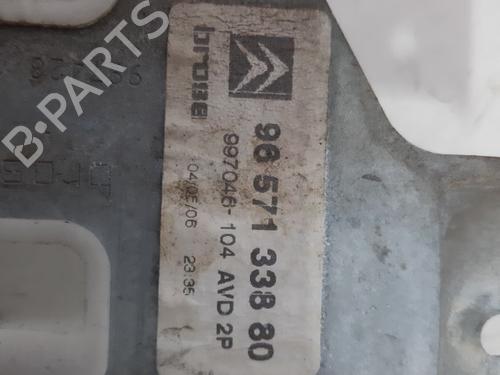 brose
96 571 338 80
997046-104 AVD 2P
04/05/06 23:35
B-PARTS